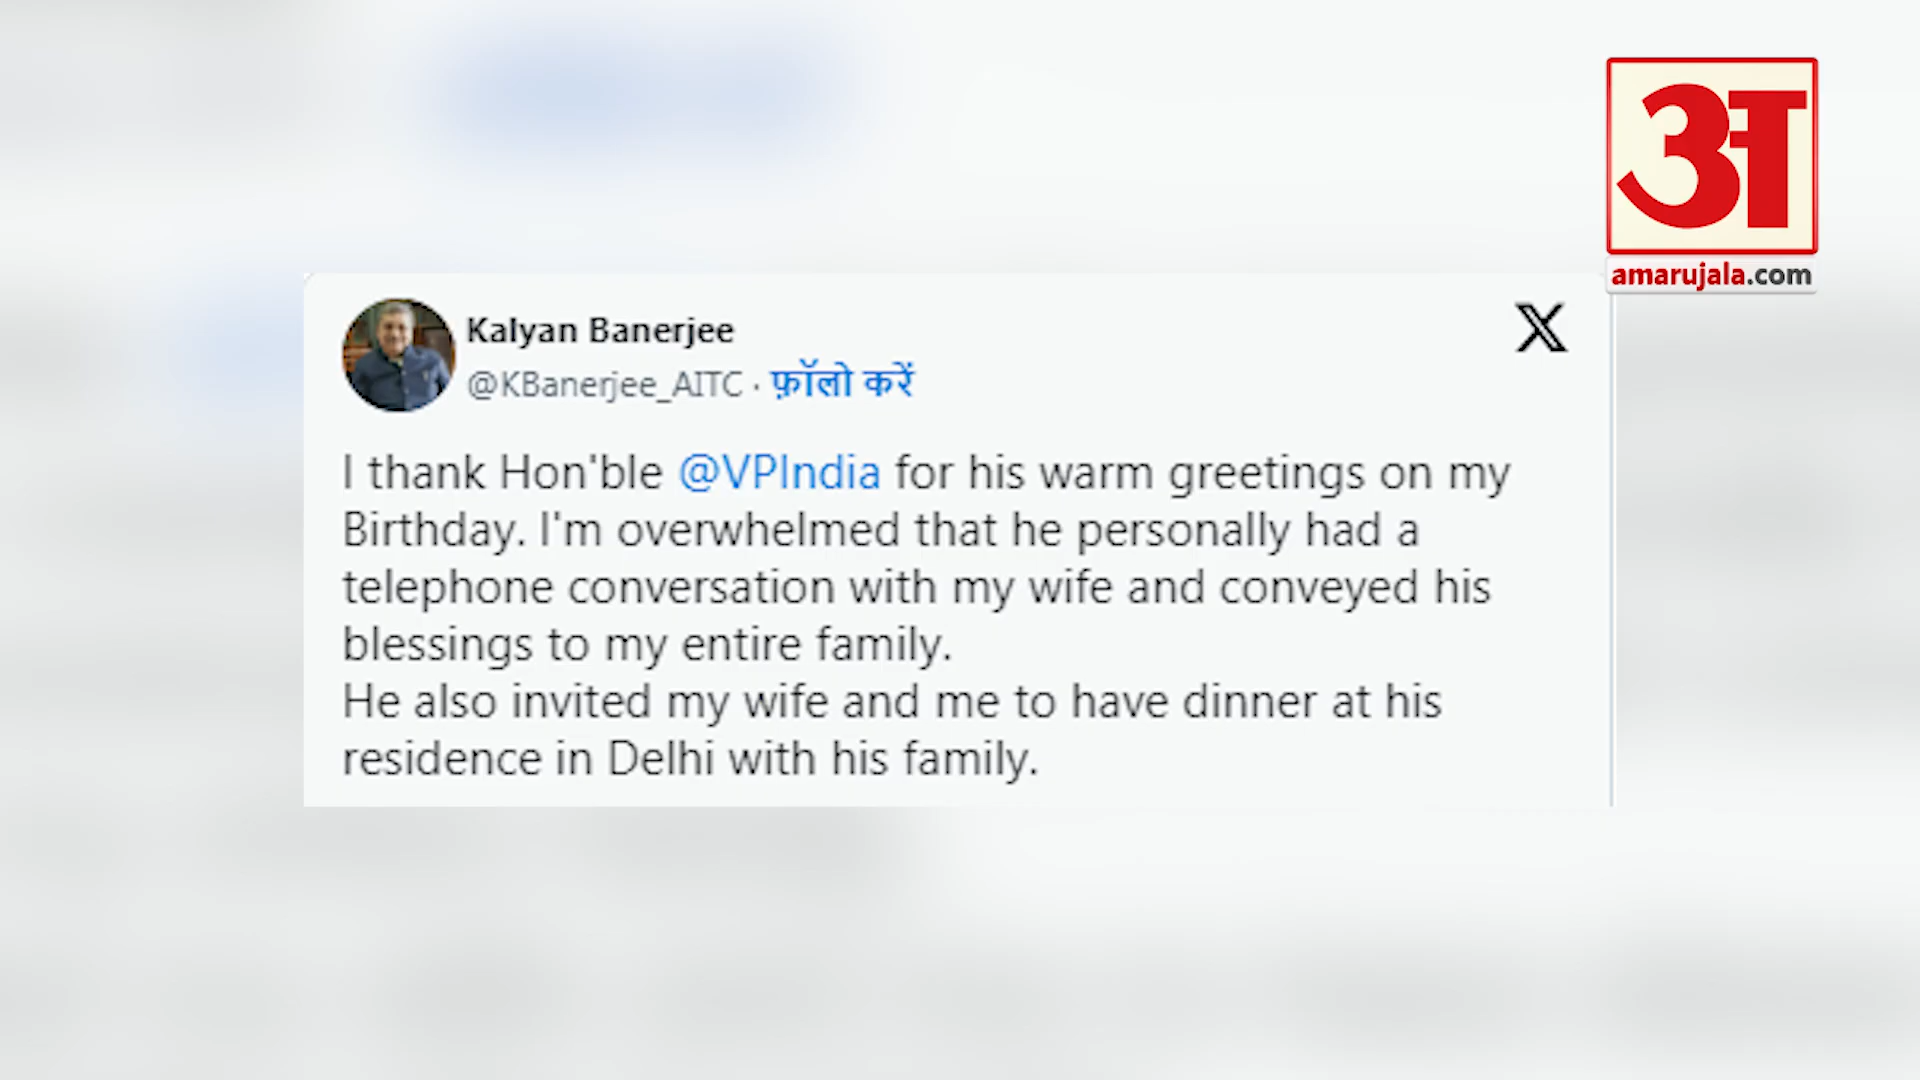 अ
amarujala.com
Kalyan Banerjee
@KBanerjee_AITC · फ़ॉलो करें
X
I thank Hon'ble @VPIndia for his warm greetings on my
Birthday. I'm overwhelmed that he personally had a
telephone conversation with my wife and conveyed his
blessings to my entire family.
He also invited my wife and me to have dinner at his
residence in Delhi with his family.